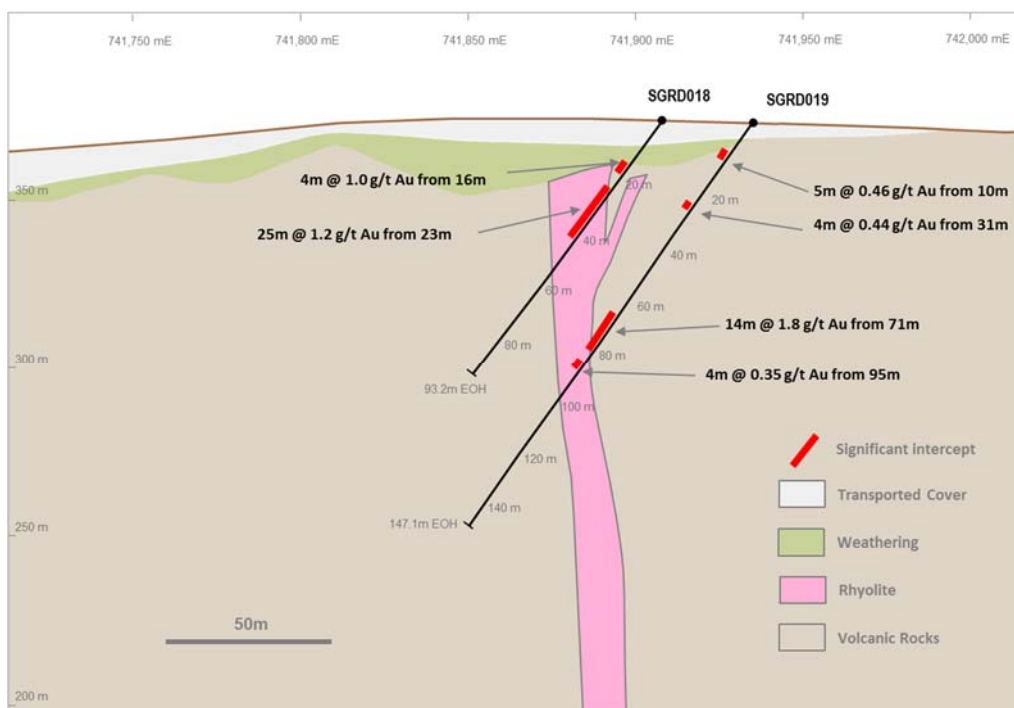 741,750 mE
741,800 mE
741,850 mE
741,900 mE
741,950 mE
742,000 mE
SGRD018
SGRD019
4m @ 1.0 g/t Au from 16m
25m @ 1.2 g/t Au from 23m
5m @ 0.46 g/t Au from 10m
4m @ 0.44 g/t Au from 31m
14m @ 1.8 g/t Au from 71m
4m @ 0.35 g/t Au from 95m
350 m
300 m
250 m
200 m
20 m
40 m
60 m
80 m
93.2m EOH
20 m
40 m
60 m
80 m
100 m
120 m
140 m
147.1m EOH
50m
Significant intercept
Transported Cover
Weathering
Rhyolite
Volcanic Rocks